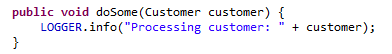 public void doSome(Customer customer) {
    LOGGER.info("Processing customer: " + customer);
}